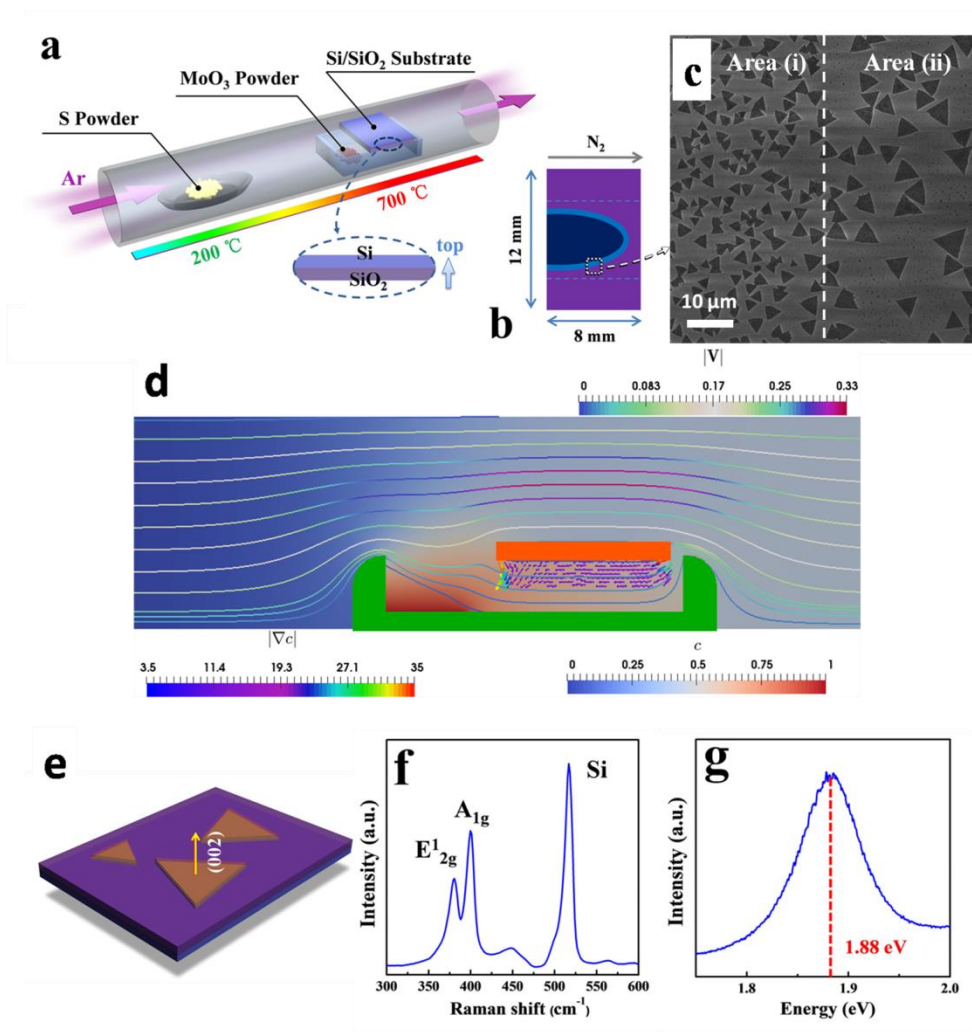 a
Si/SiO₂ Substrate
MoO₃ Powder
S Powder
Ar
200 ℃
700 ℃
Si
SiO₂
top
b
N₂
12 mm
8 mm
c
Area (i)
Area (ii)
10 μm
d
|V|
0 0.083 0.17 0.25 0.33
|∇c|
3.5 11.4 19.3 27.1 35
c
0 0.25 0.5 0.75 1
e
(002)
f
Intensity (a.u.)
E¹₂g
A₁g
Si
300 350 400 450 500 550 600
Raman shift (cm⁻¹)
g
Intensity (a.u.)
1.88 eV
1.8 1.9 2.0
Energy (eV)